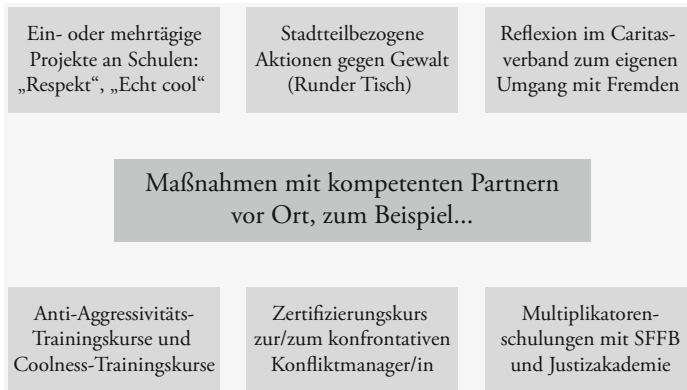 Ein- oder mehrtägige
Projekte an Schulen:
„Respekt“, „Echt cool“
Stadtteilbezogene
Aktionen gegen Gewalt
(Runder Tisch)
Reflexion im Caritas-
verband zum eigenen
Umgang mit Fremden
Maßnahmen mit kompetenten Partnern
vor Ort, zum Beispiel...
Anti-Aggressivitäts-
Trainingskurse und
Coolness-Trainingskurse
Zertifizierungskurs
zur/zum konfrontativen
Konfliktmanager/in
Multiplikatoren-
schulungen mit SFFB
und Justizakademie